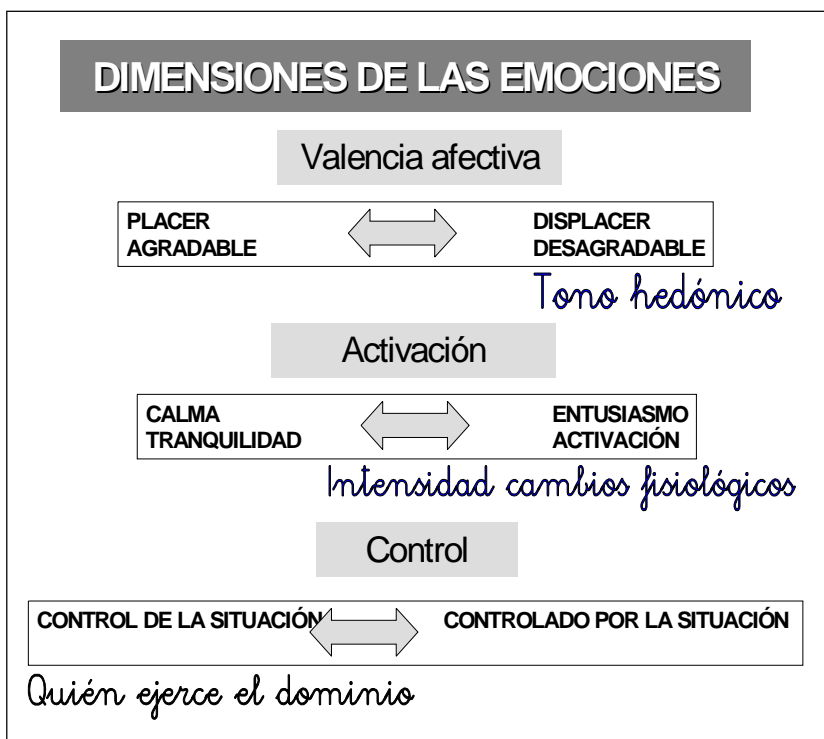 DIMENSIONES DE LAS EMOCIONES
Valencia afectiva
PLACER DISPLACER
AGRADABLE DESAGRADABLE
Tono hedónico
Activación
CALMA ENTUSIASMO
TRANQUILIDAD ACTIVACIÓN
Intensidad cambios fisiológicos
Control
CONTROL DE LA SITUACIÓN CONTROLADO POR LA SITUACIÓN
Quién ejerce el dominio